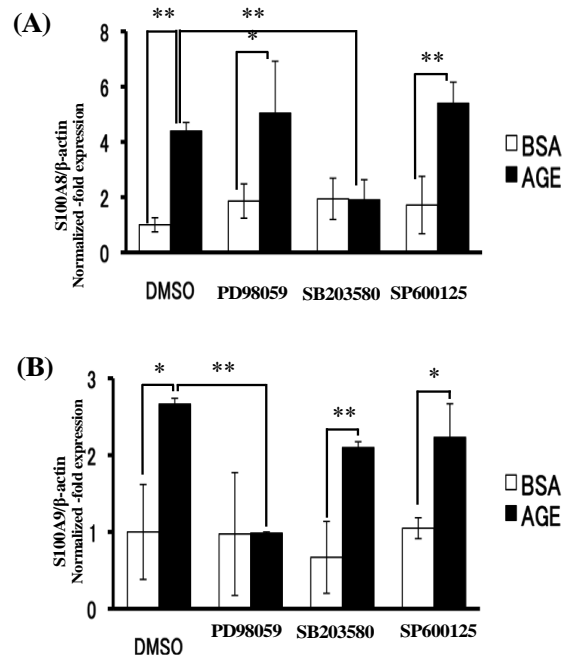 (A)
** **
* **
S100A8/β-actin
Normalized -fold expression
8
6
4
2
0
BSA
AGE
DMSO PD98059 SB203580 SP600125
(B)
* ** ** *
S100A9/β-actin
Normalized -fold expression
3
2
1
0
BSA
AGE
DMSO PD98059 SB203580 SP600125